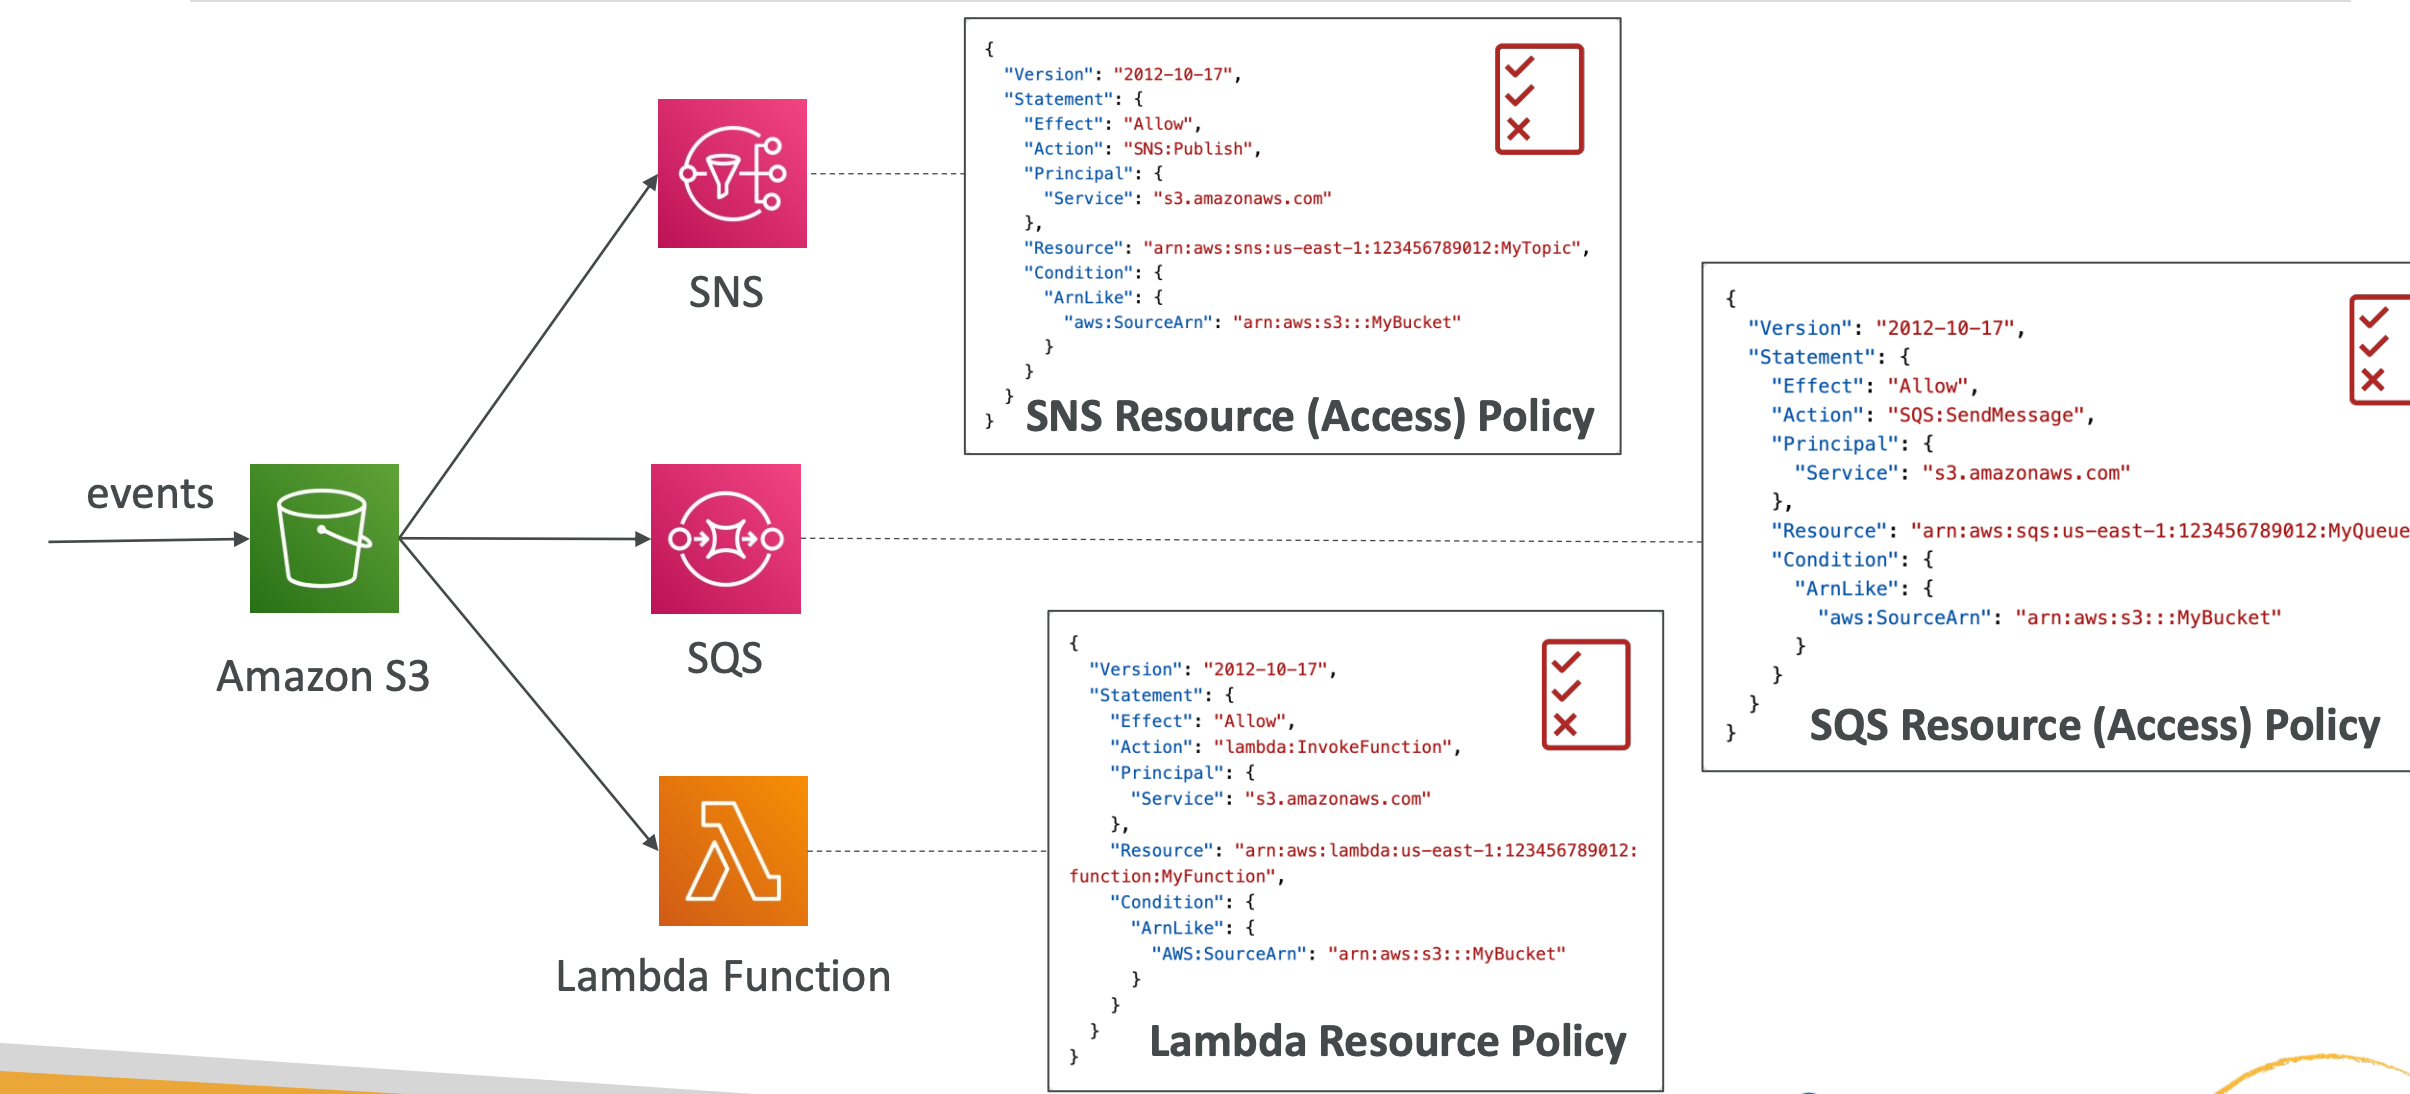 events
Amazon S3
SNS
SQS
Lambda Function
{
  "Version": "2012-10-17",
  "Statement": {
    "Effect": "Allow",
    "Action": "SNS:Publish",
    "Principal": {
      "Service": "s3.amazonaws.com"
    },
    "Resource": "arn:aws:sns:us-east-1:123456789012:MyTopic",
    "Condition": {
      "ArnLike": {
        "aws:SourceArn": "arn:aws:s3:::MyBucket"
      }
    }
  }
}
SNS Resource (Access) Policy
{
  "Version": "2012-10-17",
  "Statement": {
    "Effect": "Allow",
    "Action": "SQS:SendMessage",
    "Principal": {
      "Service": "s3.amazonaws.com"
    },
    "Resource": "arn:aws:sqs:us-east-1:123456789012:MyQueue
    "Condition": {
      "ArnLike": {
        "aws:SourceArn": "arn:aws:s3:::MyBucket"
      }
    }
  }
}
SQS Resource (Access) Policy
{
  "Version": "2012-10-17",
  "Statement": {
    "Effect": "Allow",
    "Action": "lambda:InvokeFunction",
    "Principal": {
      "Service": "s3.amazonaws.com"
    },
    "Resource": "arn:aws:lambda:us-east-1:123456789012:
function:MyFunction",
    "Condition": {
      "ArnLike": {
        "AWS:SourceArn": "arn:aws:s3:::MyBucket"
      }
    }
  }
}
Lambda Resource Policy